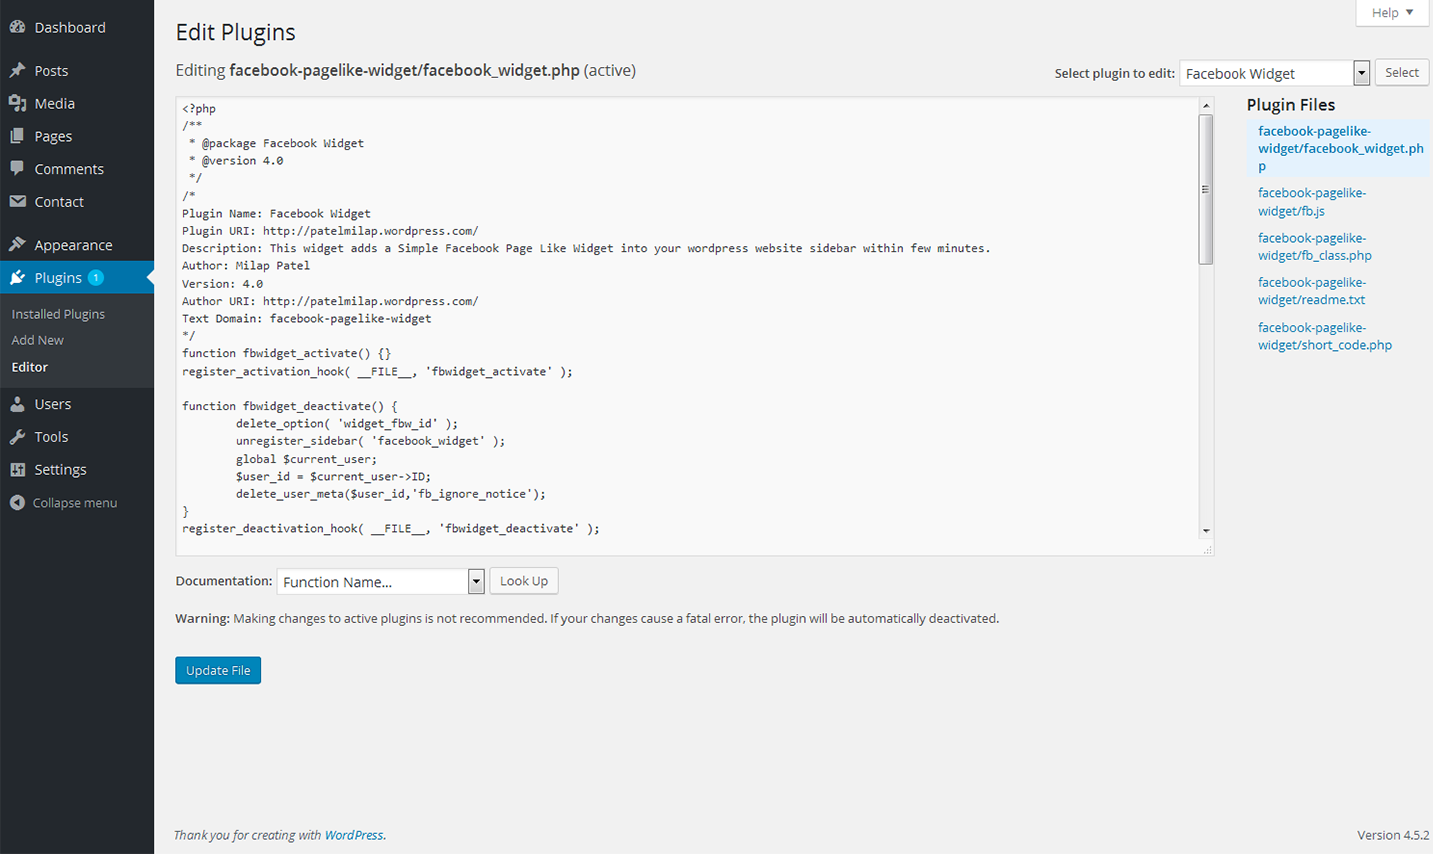 Dashboard
Posts
Media
Pages
Comments
Contact
Appearance
Plugins 1
Installed Plugins
Add New
Editor
Users
Tools
Settings
Collapse menu
Help
Edit Plugins
Editing facebook-pagelike-widget/facebook_widget.php (active)
Select plugin to edit: Facebook Widget Select
<?php
/**
 * @package Facebook Widget
 * @version 4.0
 */
/*
Plugin Name: Facebook Widget
Plugin URI: http://patelmilap.wordpress.com/
Description: This widget adds a Simple Facebook Page Like Widget into your wordpress website sidebar within few minutes.
Author: Milap Patel
Version: 4.0
Author URI: http://patelmilap.wordpress.com/
Text Domain: facebook-pagelike-widget
*/
function fbwidget_activate() {}
register_activation_hook( __FILE__, 'fbwidget_activate' );
function fbwidget_deactivate() {
        delete_option( 'widget_fbw_id' );
        unregister_sidebar( 'facebook_widget' );
        global $current_user;
        $user_id = $current_user->ID;
        delete_user_meta($user_id,'fb_ignore_notice');
}
register_deactivation_hook( __FILE__, 'fbwidget_deactivate' );
Plugin Files
facebook-pagelike-
widget/facebook_widget.ph
p
facebook-pagelike-
widget/fb.js
facebook-pagelike-
widget/fb_class.php
facebook-pagelike-
widget/readme.txt
facebook-pagelike-
widget/short_code.php
Documentation: Function Name... Look Up
Warning: Making changes to active plugins is not recommended. If your changes cause a fatal error, the plugin will be automatically deactivated.
Update File
Thank you for creating with WordPress.
Version 4.5.2